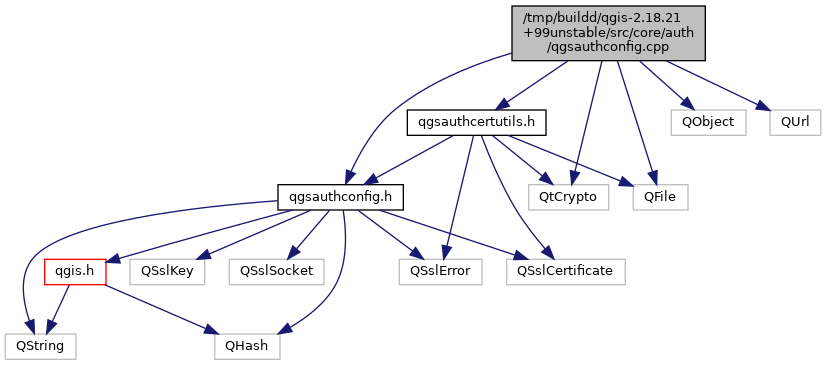 /tmp/buildd/qgis-2.18.21
+99unstable/src/core/auth
/qgsauthconfig.cpp
qgsauthcertutils.h
QObject
QUrl
qgsauthconfig.h
QtCrypto
QFile
qgis.h
QSslKey
QSslSocket
QSslError
QSslCertificate
QString
QHash